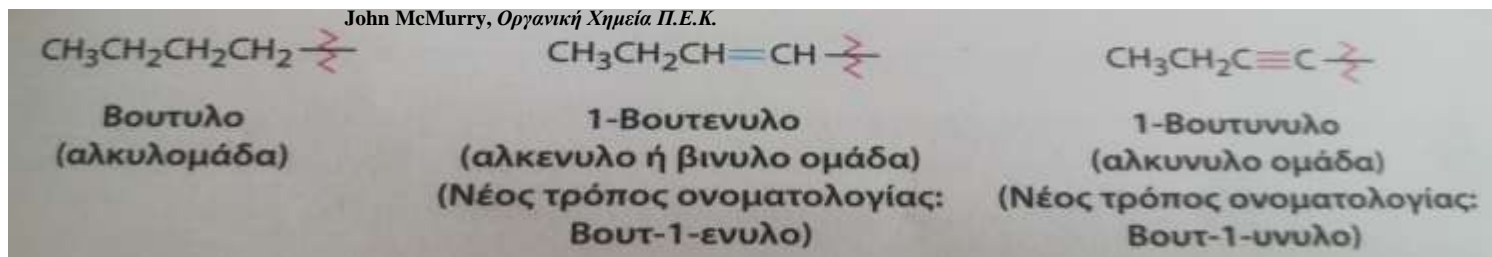 John McMurry, Οργανική Χημεία Π.Ε.Κ.
CH₃CH₂CH₂CH₂
Βουτυλο
(αλκυλομάδα)
CH₃CH₂CH=CH
1-Βουτενυλο
(αλκενυλο ή βινυλο ομάδα)
(Νέος τρόπος ονοματολογίας:
Βουτ-1-ενυλο)
CH₃CH₂C≡C
1-Βουτυνυλο
(αλκυνυλο ομάδα)
(Νέος τρόπος ονοματολογίας:
Βουτ-1-υνυλο)